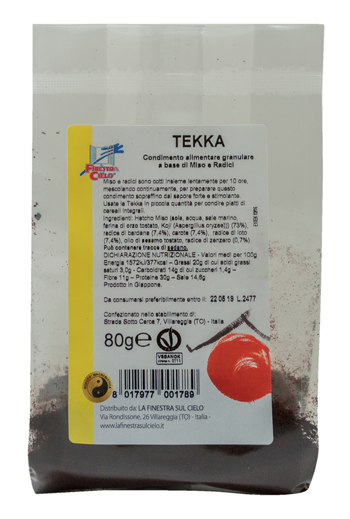 TEKKA
Condimento alimentare granulare
a base di Miso e Radici
FINESTRA
CIELO
Miso e radici sono cotti insieme lentamente per 10 ore,
mescolando continuamente, per preparare questo
condimento sopraffino dal sapore forte e stimolante.
Usate la Tekka in piccola quantità per condire piatti di
cereali integrali.
Ingredienti: Hatcho Miso (soia, acqua, sale marino,
farina di orzo tostato, Koji (Aspergillus oryzae)) (73%),
radice di bardana (7,4%), carote (7,4%), radice di loto
(7,4%), olio di sesamo tostato, radice di zenzero (0,7%)
Può contenere tracce di sedano.
DICHIARAZIONE NUTRIZIONALE - Valori medi per 100g
Energia 1572kJ/377kcal – Grassi 20g di cui acidi grassi
saturi 3,0g - Carboidrati 14g di cui zuccheri 1,4g –
Fibre 11g – Proteine 30g – Sale 14,6g
Prodotto in Giappone.
Da consumarsi preferibilmente entro il: 22 05 19 L.2477
Confezionato nello stabilimento di:
Strada Sotto Cerca 7, Villareggia (TO) - Italia
80g e
VEGANOK
8 017977 001789
Distribuito da: LA FINESTRA SUL CIELO
Via Rondissone, 26 Villareggia (TO) - Italia -
www.lafinestrasulcielo.it